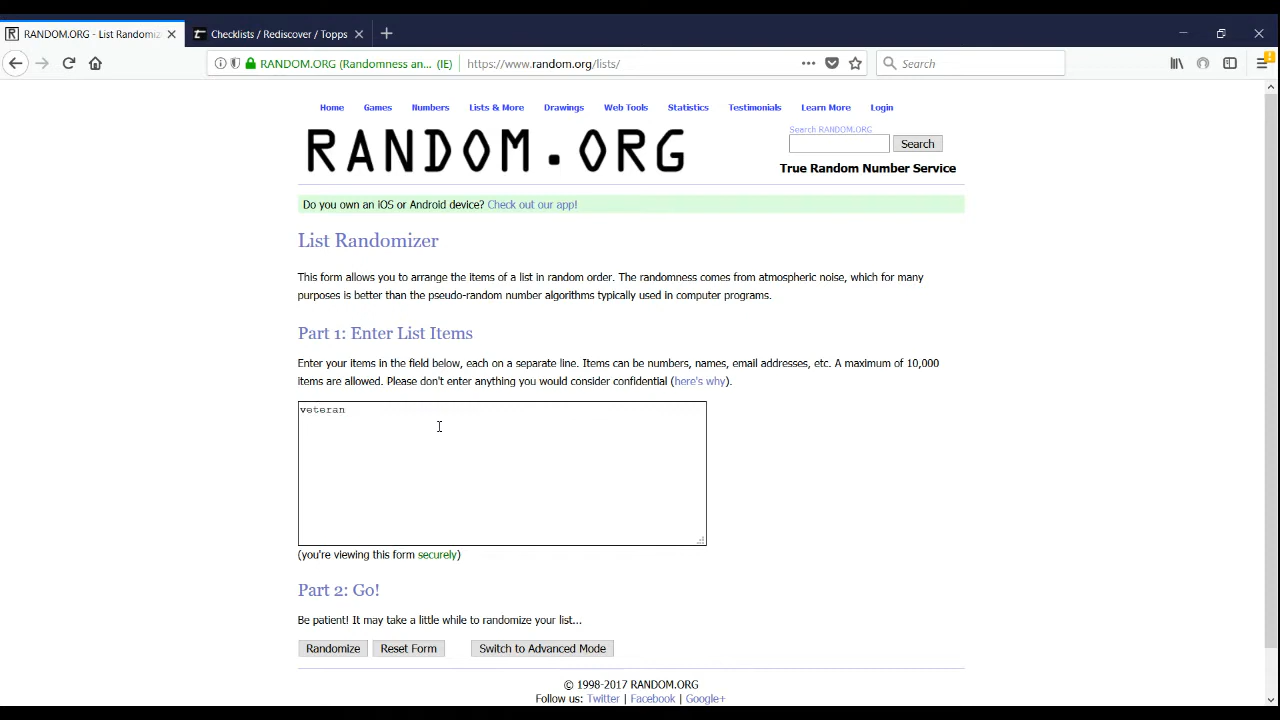 RANDOM.ORG - List Randomiz
Checklists / Rediscover / Topps
RANDOM.ORG (Randomness an... (IE)
https://www.random.org/lists/
Search
Home Games Numbers Lists & More Drawings Web Tools Statistics Testimonials Learn More Login
RANDOM.ORG
Search RANDOM.ORG
Search
True Random Number Service
Do you own an iOS or Android device? Check out our app!
List Randomizer
This form allows you to arrange the items of a list in random order. The randomness comes from atmospheric noise, which for many
purposes is better than the pseudo-random number algorithms typically used in computer programs.
Part 1: Enter List Items
Enter your items in the field below, each on a separate line. Items can be numbers, names, email addresses, etc. A maximum of 10,000
items are allowed. Please don't enter anything you would consider confidential (here's why).
veteran
(you're viewing this form securely)
Part 2: Go!
Be patient! It may take a little while to randomize your list...
Randomize Reset Form Switch to Advanced Mode
© 1998-2017 RANDOM.ORG
Follow us: Twitter | Facebook | Google+